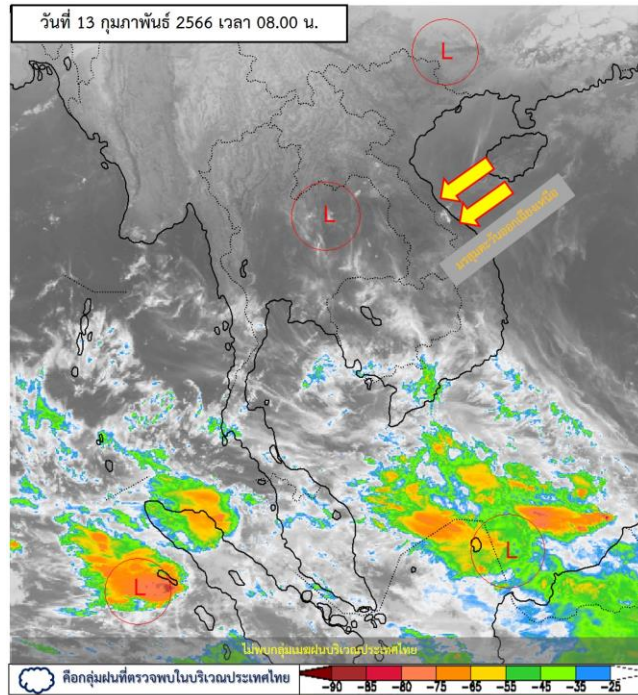 วันที่ 13 กุมภาพันธ์ 2566 เวลา 08.00 น.
L
L
มรสุมตะวันออกเฉียงเหนือ
L
L
ไม่พบกลุ่มเมฆฝนบริเวณประเทศไทย
คือกลุ่มฝนที่ตรวจพบในบริเวณประเทศไทย
-90 -85 -80 -75 -65 -55 -45 -35 -25